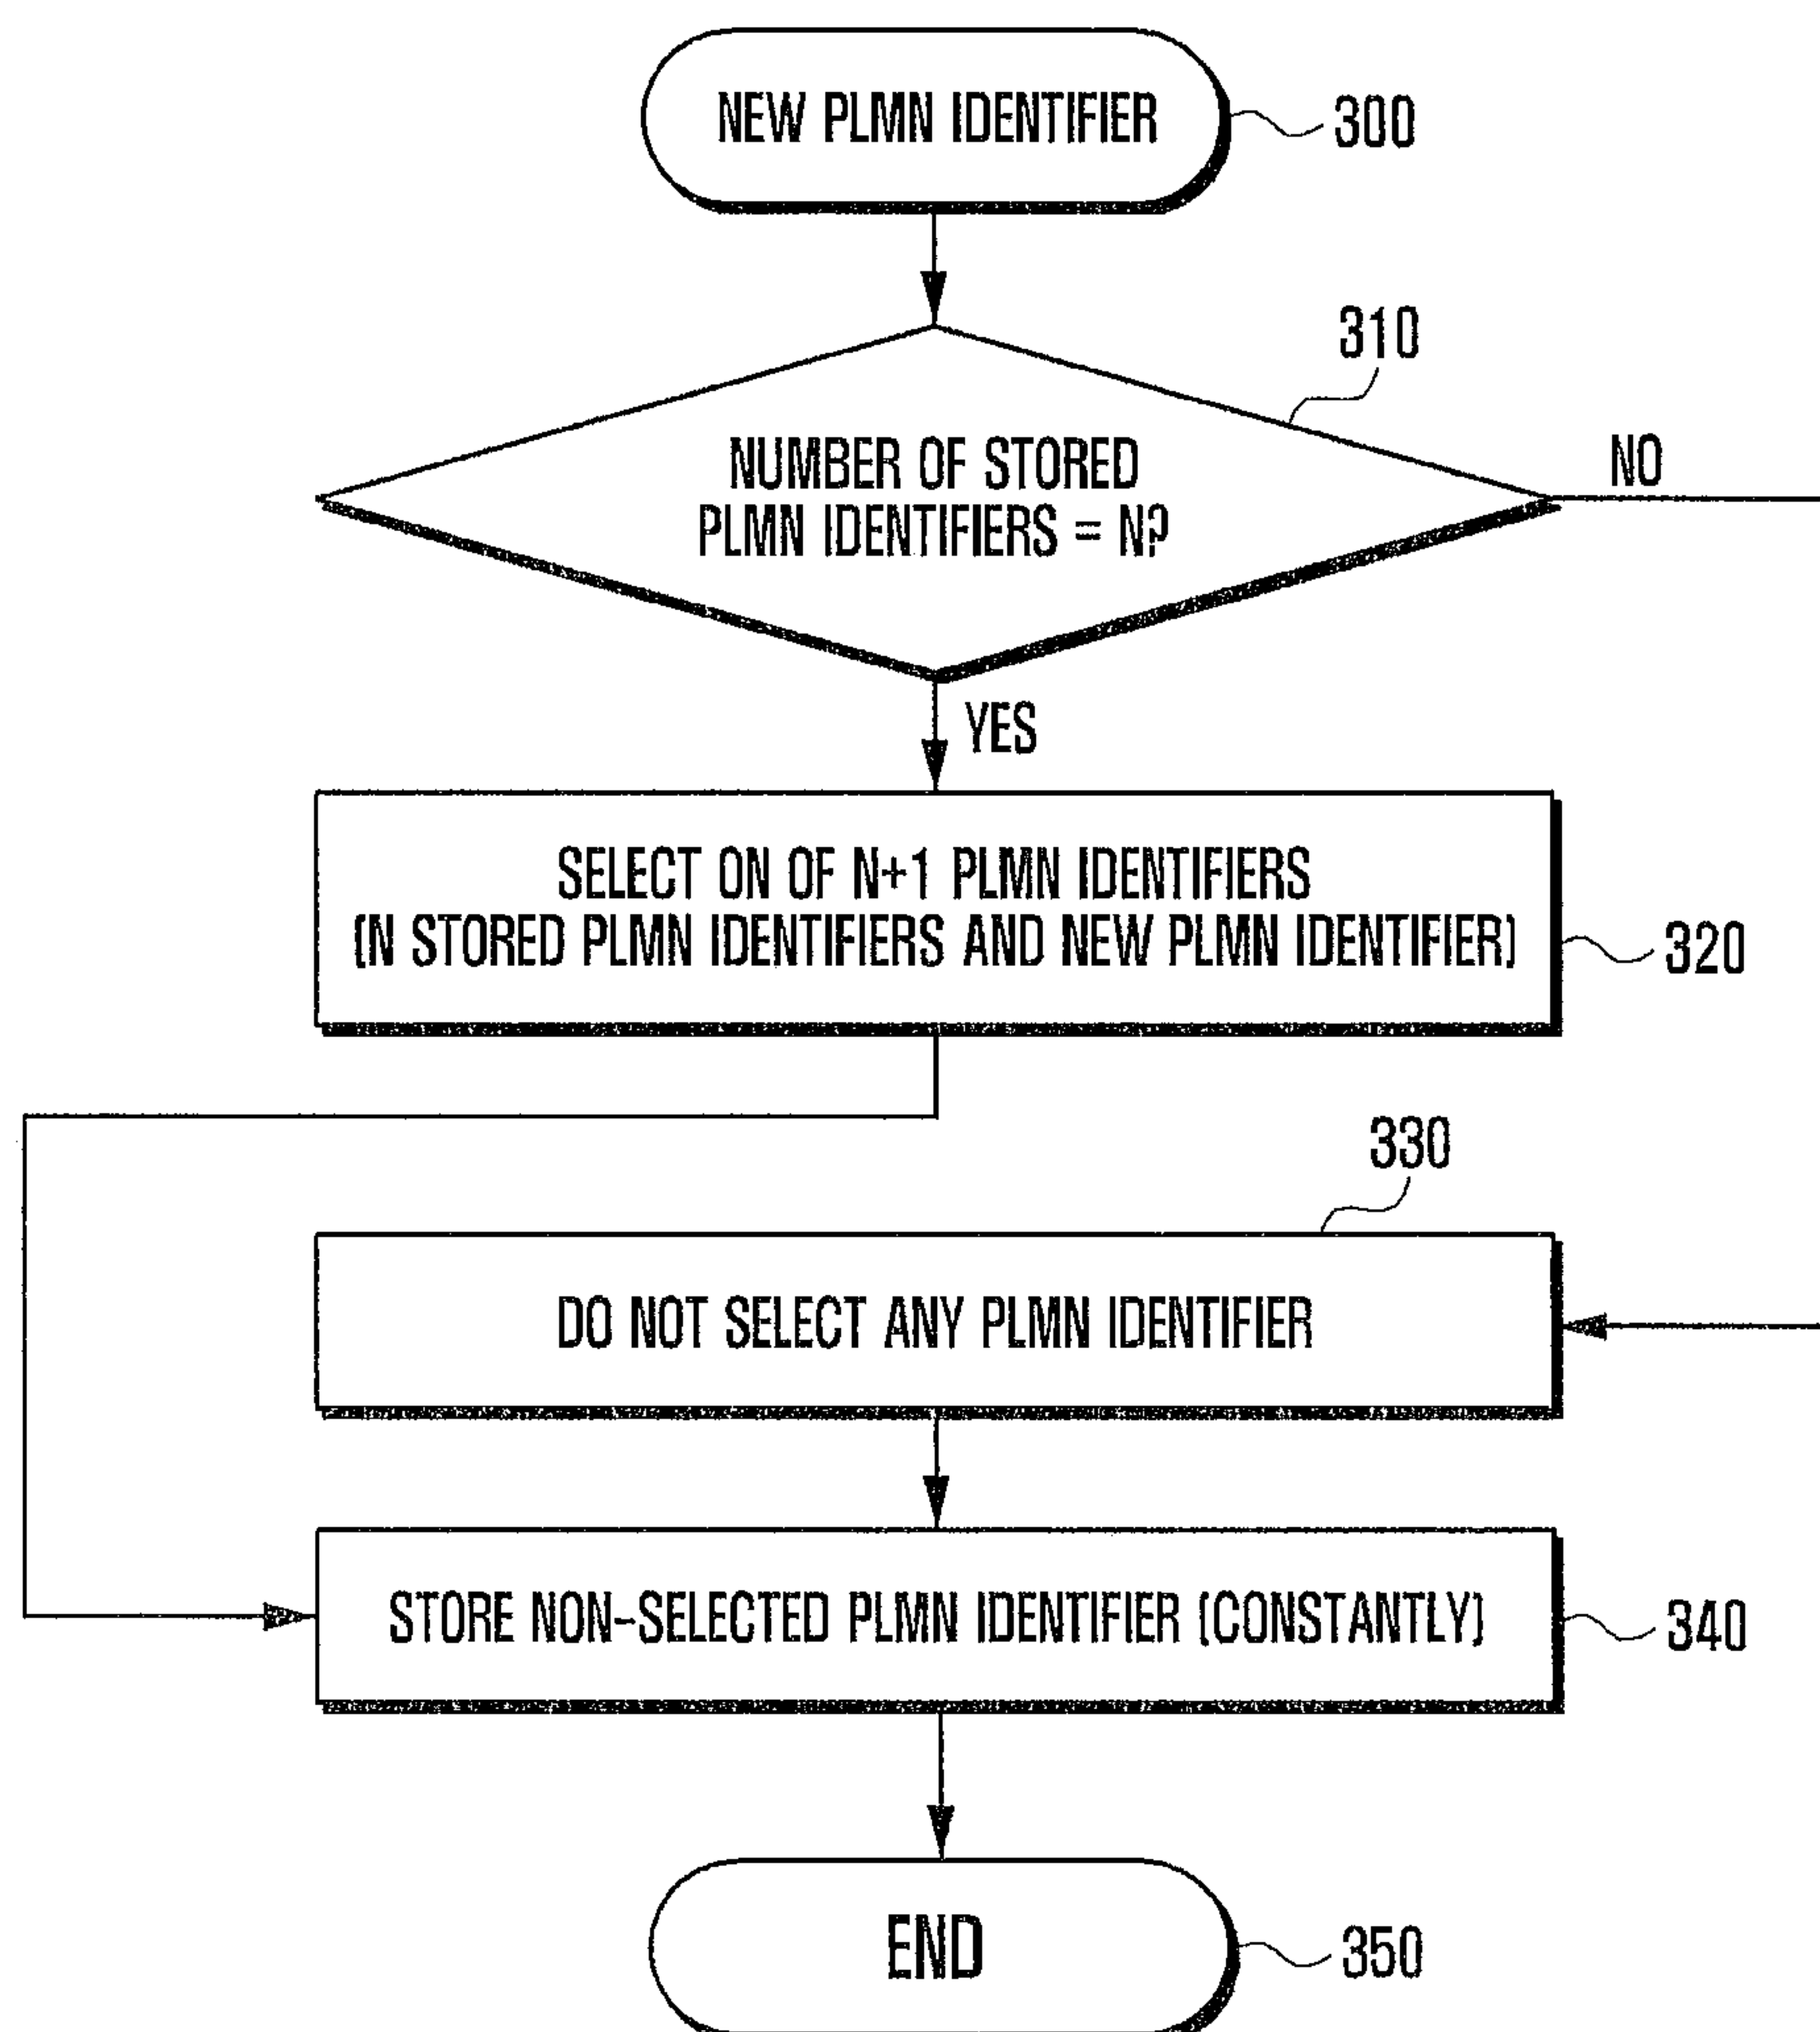 NEW PLMN IDENTIFIER
300
310
NUMBER OF STORED
PLMN IDENTIFIERS = N?
NO
YES
SELECT ON OF N+1 PLMN IDENTIFIERS
(N STORED PLMN IDENTIFIERS AND NEW PLMN IDENTIFIER)
320
330
DO NOT SELECT ANY PLMN IDENTIFIER
STORE NON-SELECTED PLMN IDENTIFIER (CONSTANTLY)
340
END
350